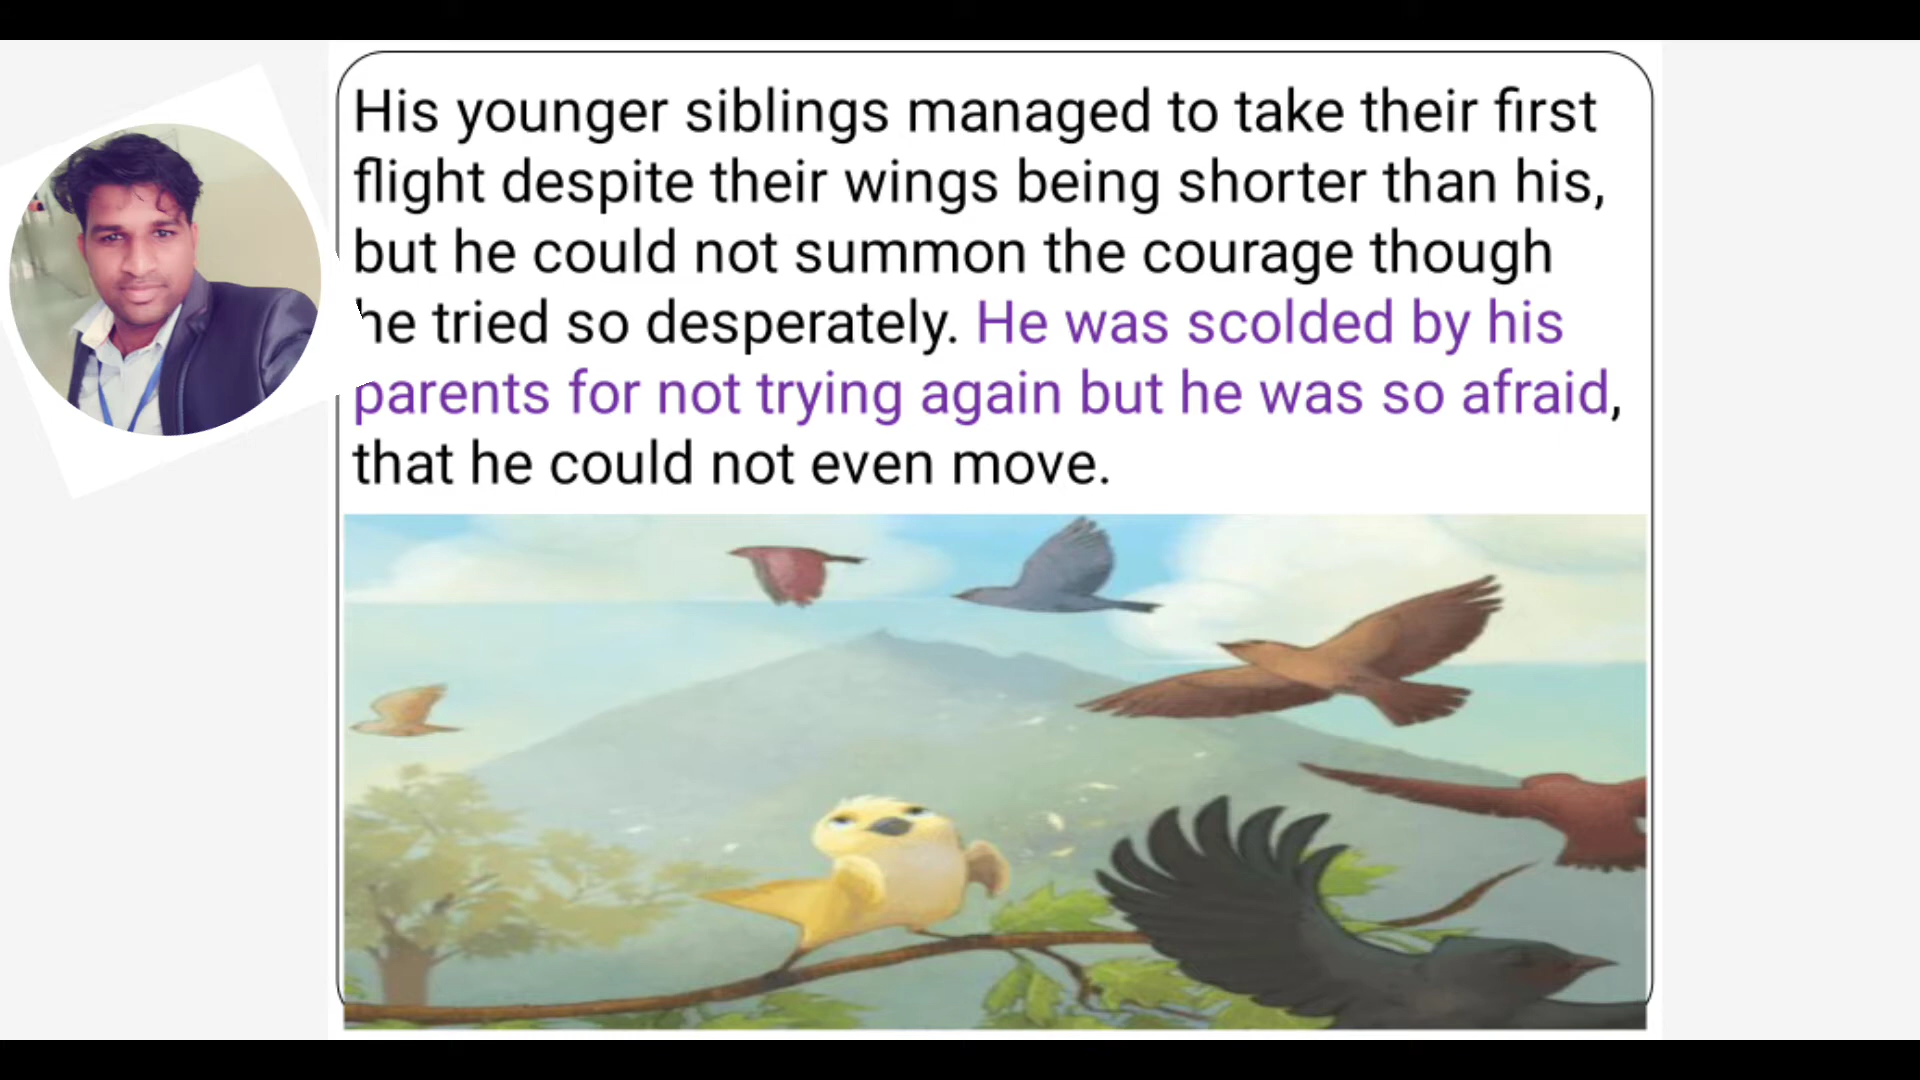 His younger siblings managed to take their first
flight despite their wings being shorter than his,
but he could not summon the courage though
he tried so desperately. He was scolded by his
parents for not trying again but he was so afraid,
that he could not even move.